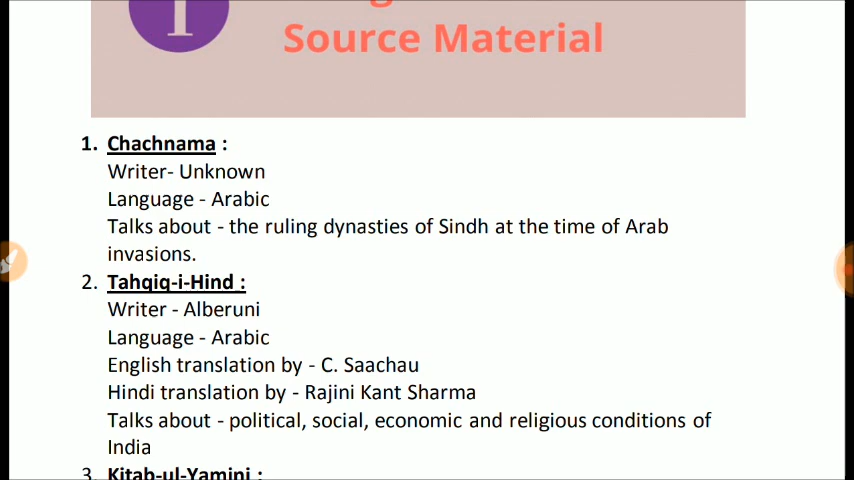 Source Material
1. Chachnama :
Writer- Unknown
Language - Arabic
Talks about - the ruling dynasties of Sindh at the time of Arab
invasions.
2. Tahqiq-i-Hind :
Writer - Alberuni
Language - Arabic
English translation by - C. Saachau
Hindi translation by - Rajini Kant Sharma
Talks about - political, social, economic and religious conditions of
India
3. Kitab-ul-Yamini :